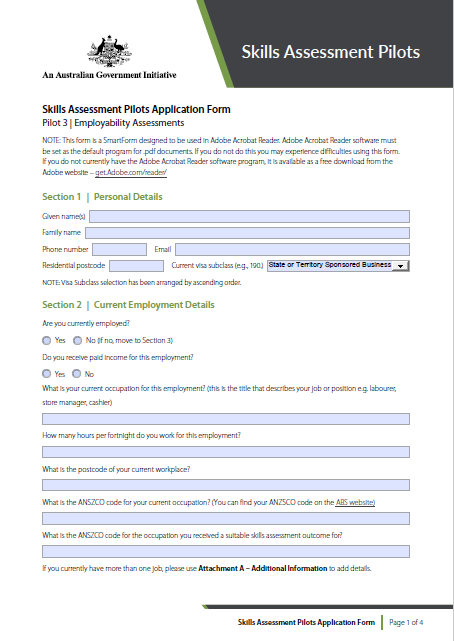 Skills Assessment Pilots
An Australian Government Initiative
Skills Assessment Pilots Application Form
Pilot 3 | Employability Assessments
NOTE: This form is a SmartForm designed to be used in Adobe Acrobat Reader. Adobe Acrobat Reader software must
be set as the default program for .pdf documents. If you do not do this you may experience difficulties using this form.
If you do not currently have the Adobe Acrobat Reader software program, it is available as a free download from the
Adobe website – get.Adobe.com/reader/
Section 1 | Personal Details
Given name(s)
Family name
Phone number Email
Residential postcode Current visa subclass (e.g., 190.) State or Territory Sponsored Business
NOTE: Visa Subclass selection has been arranged by ascending order.
Section 2 | Current Employment Details
Are you currently employed?
Yes No (if no, move to Section 3)
Do you receive paid income for this employment?
Yes No
What is your current occupation for this employment? (this is the title that describes your job or position e.g. labourer,
store manager, cashier)
How many hours per fortnight do you work for this employment?
What is the postcode of your current workplace?
What is the ANSZCO code for your current occupation? (You can find your ANZSCO code on the ABS website)
What is the ANSZCO code for the occupation you received a suitable skills assessment outcome for?
If you currently have more than one job, please use Attachment A – Additional Information to add details.
Skills Assessment Pilots Application Form | Page 1 of 4